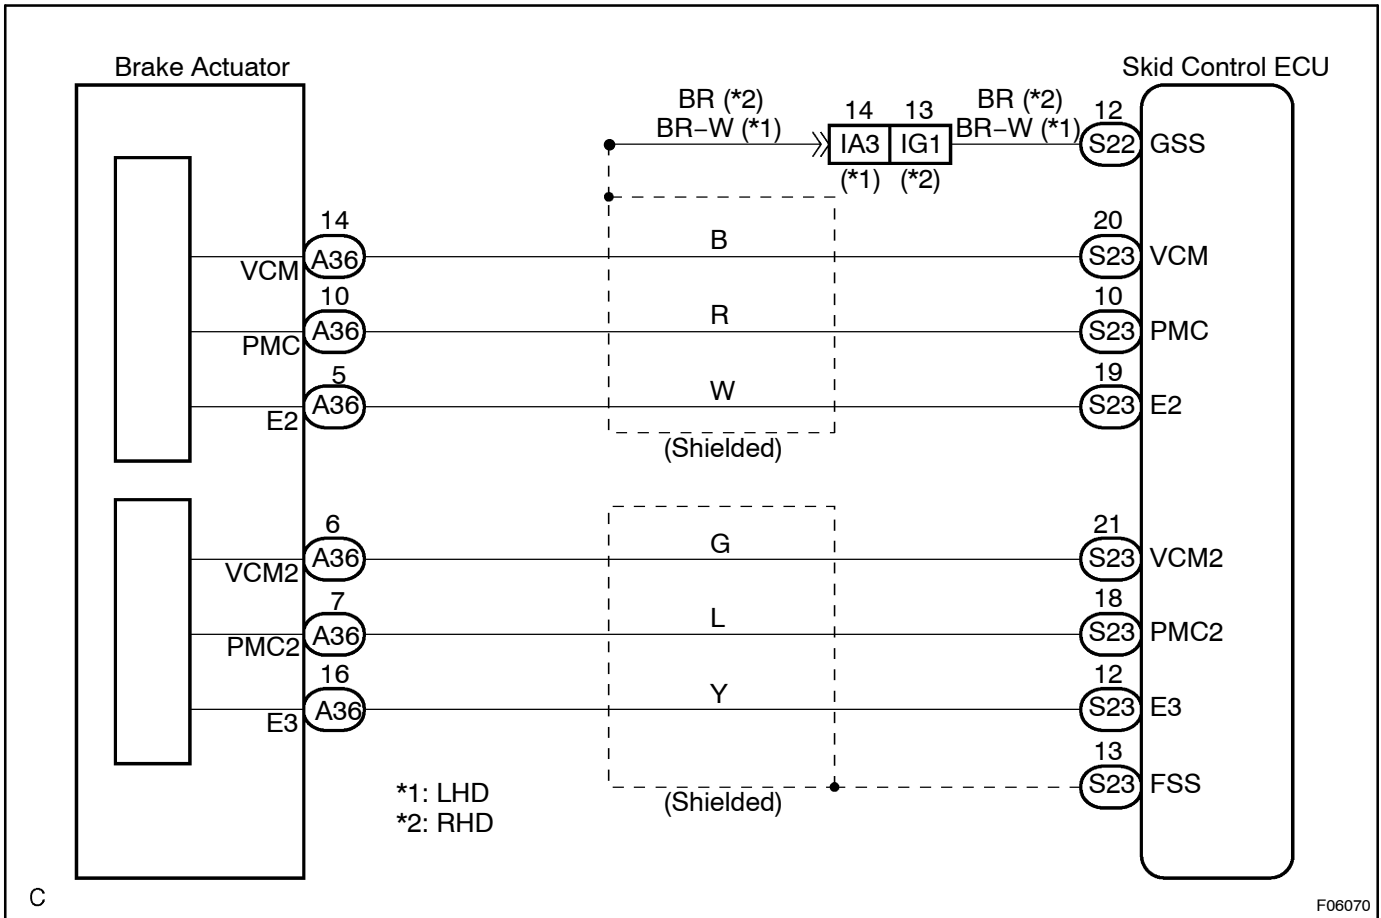 Brake Actuator
Skid Control ECU
BR (*2)
BR–W (*1)
14
13
IA3
IG1
(*1)
(*2)
BR (*2)
BR–W (*1)
12
S22
GSS
14
VCM
A36
B
20
S23
VCM
10
PMC
A36
R
10
S23
PMC
5
E2
A36
W
19
S23
E2
(Shielded)
6
VCM2
A36
G
21
S23
VCM2
7
PMC2
A36
L
18
S23
PMC2
16
E3
A36
Y
12
S23
E3
13
S23
FSS
(Shielded)
*1: LHD
*2: RHD
C
F06070